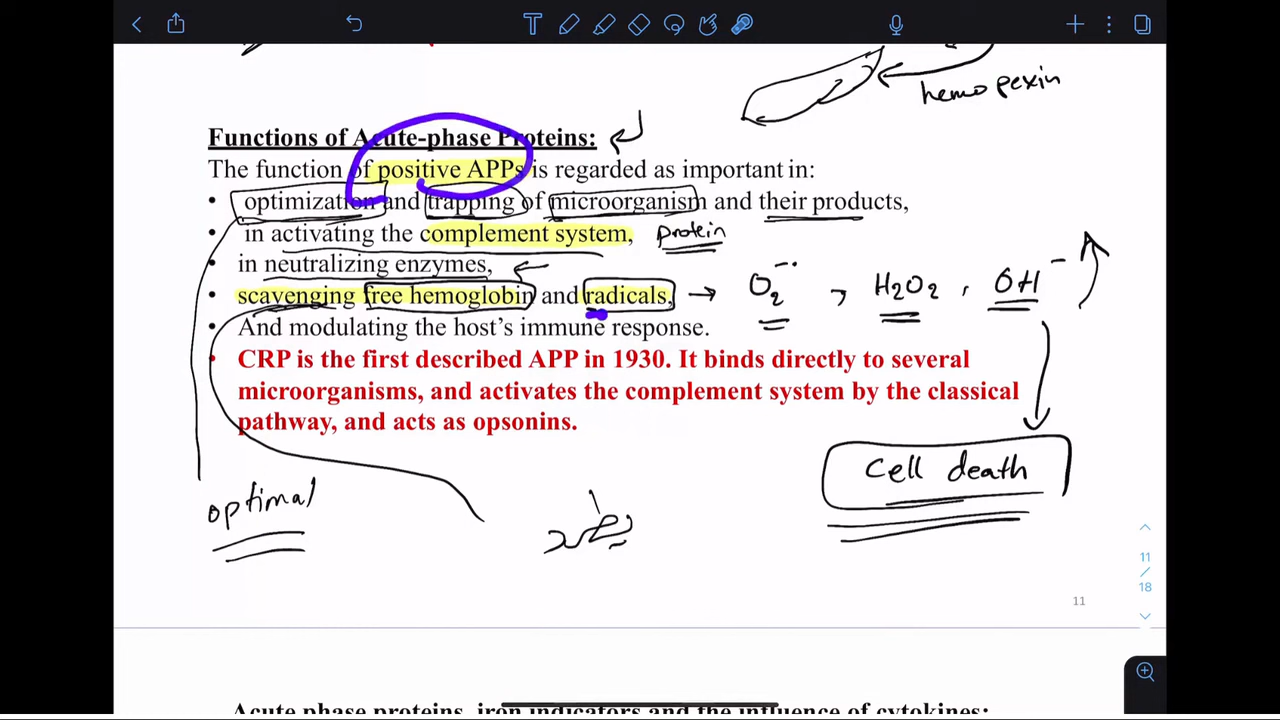 hemopexin
Functions of Acute-phase Proteins:
The function of positive APPs is regarded as important in:
• optimization and trapping of microorganism and their products,
• in activating the complement system, protein
• in neutralizing enzymes,
• scavenging free hemoglobin and radicals, → O₂⁻˙ , H₂O₂ , OH⁻
• And modulating the host's immune response.
• CRP is the first described APP in 1930. It binds directly to several
microorganisms, and activates the complement system by the classical
pathway, and acts as opsonins.
Cell death
optimal
يطرد
11
/
18
11
Acute phase proteins, iron indicators and the influence of cytokines: